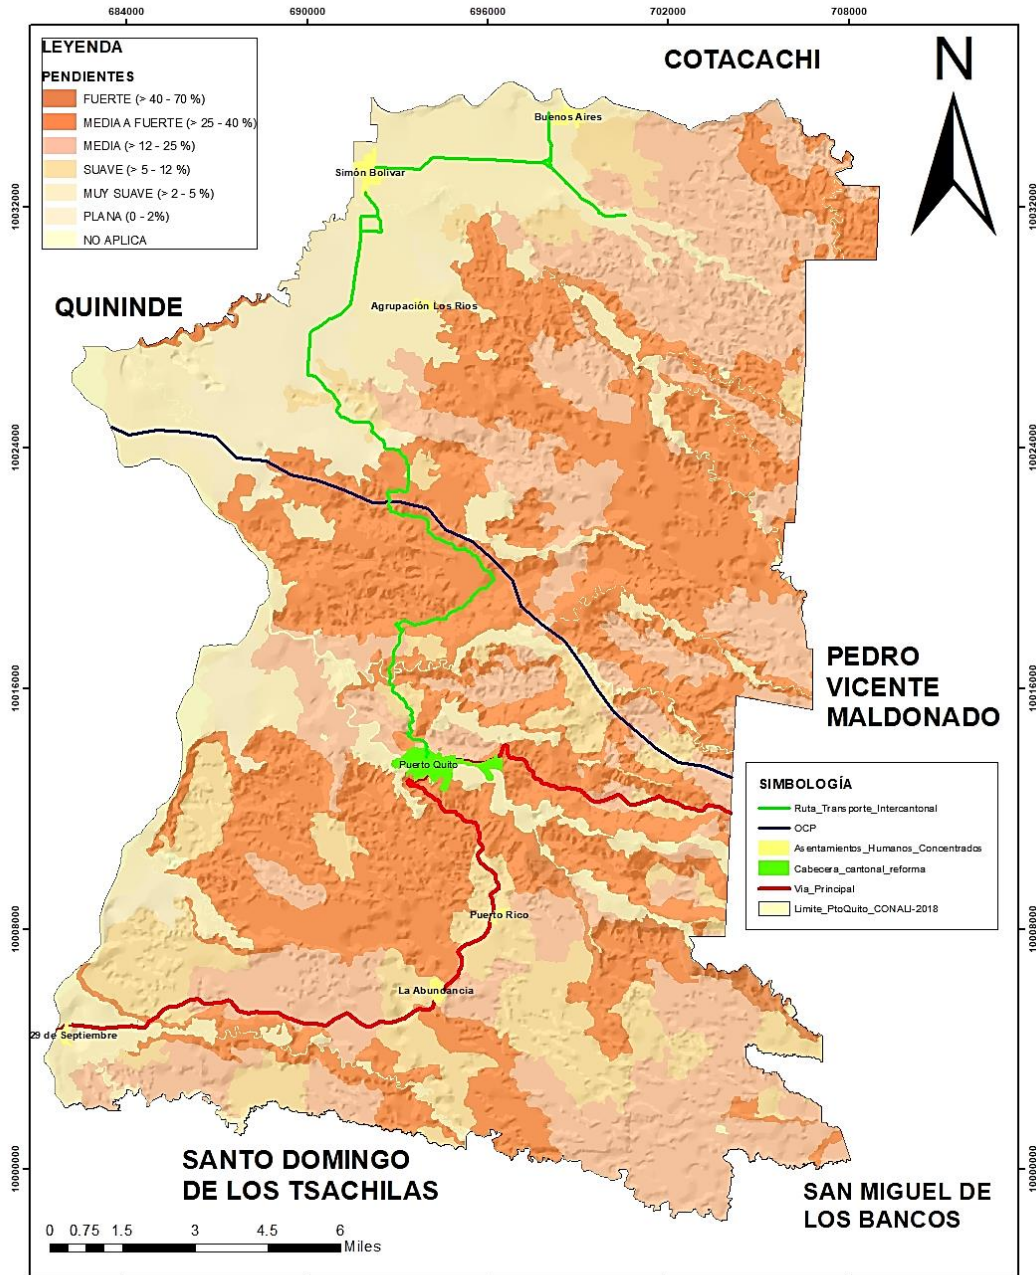 684000 690000 696000 702000 708000
LEYENDA
PENDIENTES
FUERTE (> 40 - 70 %)
MEDIA A FUERTE (> 25 - 40 %)
MEDIA (> 12 - 25 %)
SUAVE (> 5 - 12 %)
MUY SUAVE (> 2 - 5 %)
PLANA (0 - 2%)
NO APLICA
COTACACHI
N
Buenos Aires
Simón Bolívar
10032000
10032000
QUININDE
Agrupación Los Rios
10024000
10024000
PEDRO
VICENTE
MALDONADO
10016000
10016000
Puerto Quito
SIMBOLOGÍA
Ruta_Transporte_Intercantonal
OCP
Asentamientos_Humanos_Concentrados
Cabecera_cantonal_reforma
Via_Principal
Limite_PtoQuito_CONALI-2018
Puerto Rico
10008000
10008000
La Abundancia
29 de Septiembre
SANTO DOMINGO
DE LOS TSACHILAS
10000000
10000000
SAN MIGUEL DE
LOS BANCOS
0 0.75 1.5 3 4.5 6
Miles